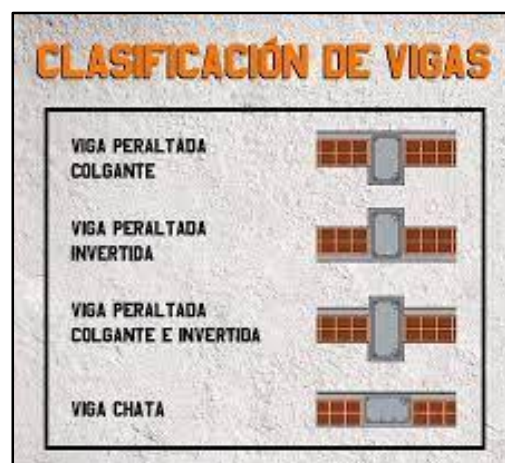 CLASIFICACIÓN DE VIGAS
VIGA PERALTADA
COLGANTE
VIGA PERALTADA
INVERTIDA
VIGA PERALTADA
COLGANTE E INVERTIDA
VIGA CHATA